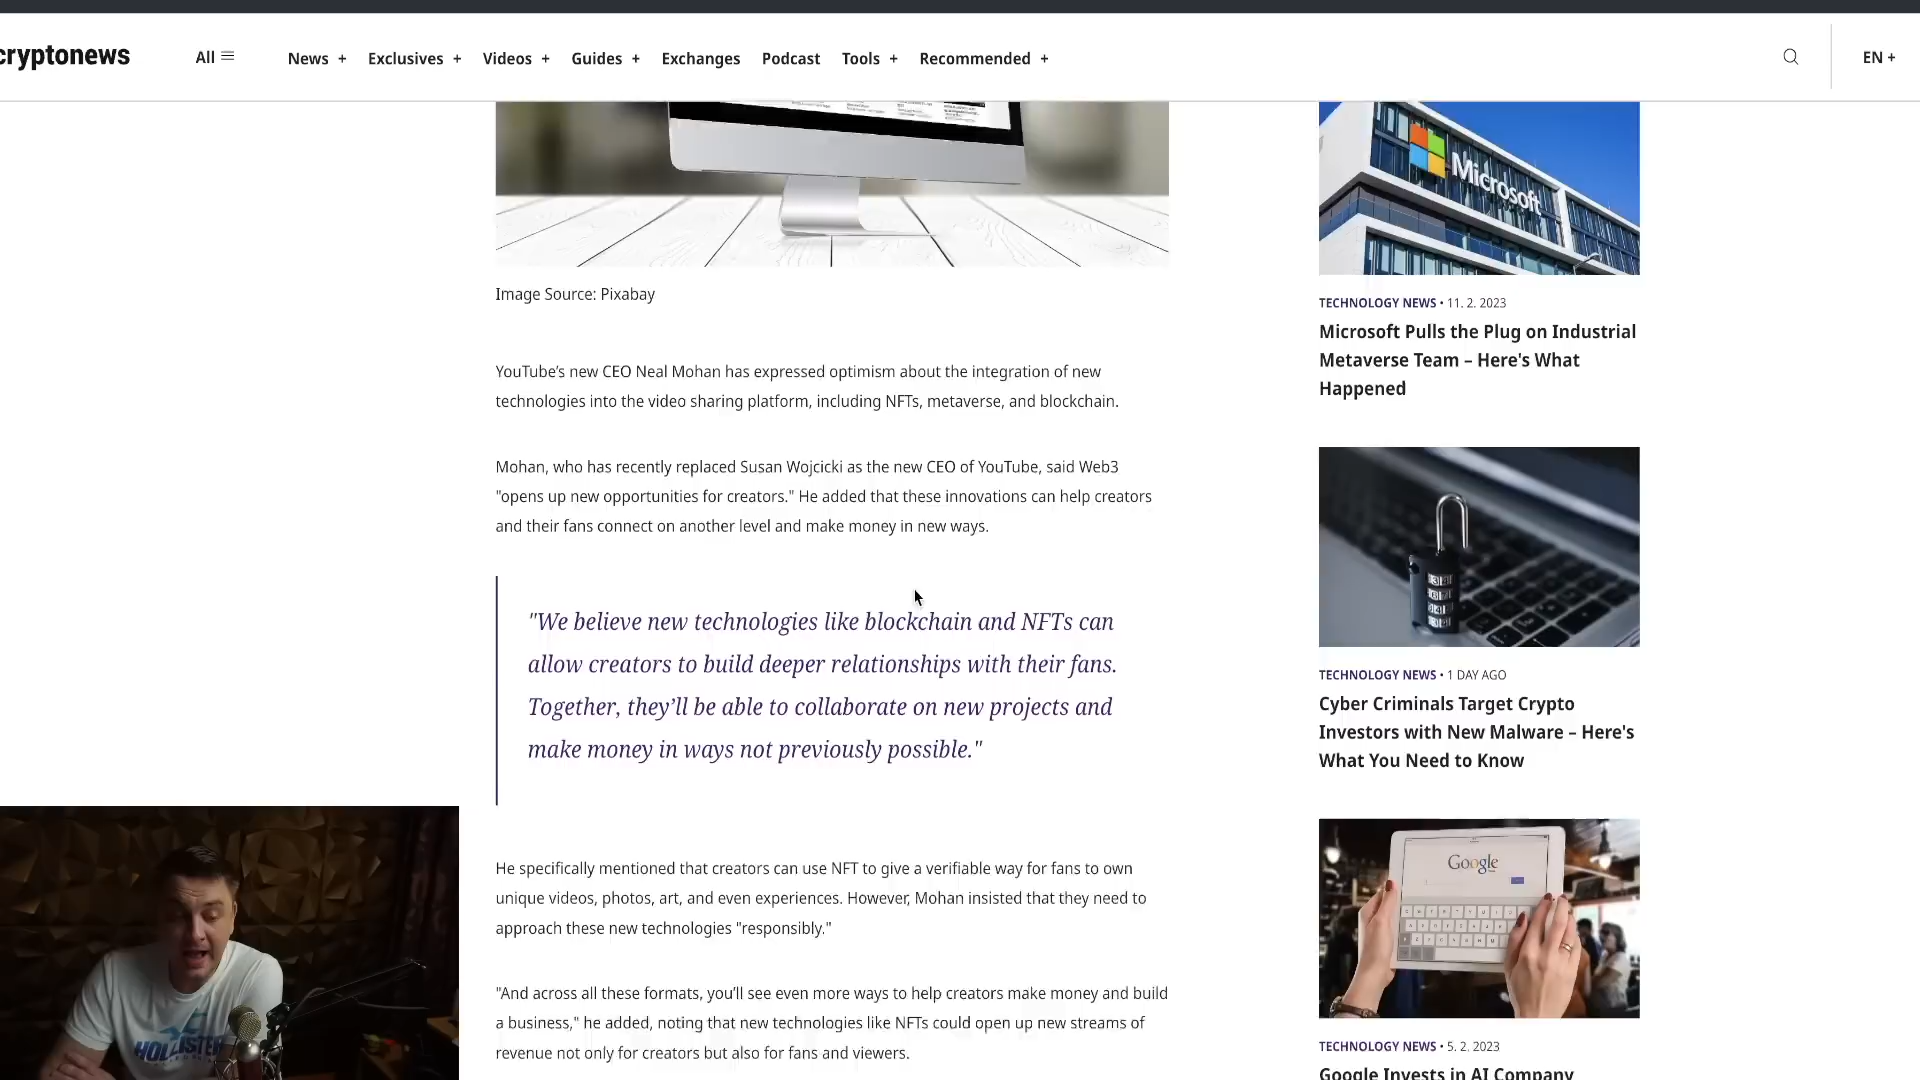 cryptonews
All
News +
Exclusives +
Videos +
Guides +
Exchanges
Podcast
Tools +
Recommended +
EN +
Image Source: Pixabay
YouTube’s new CEO Neal Mohan has expressed optimism about the integration of new
technologies into the video sharing platform, including NFTs, metaverse, and blockchain.
Mohan, who has recently replaced Susan Wojcicki as the new CEO of YouTube, said Web3
"opens up new opportunities for creators." He added that these innovations can help creators
and their fans connect on another level and make money in new ways.
"We believe new technologies like blockchain and NFTs can
allow creators to build deeper relationships with their fans.
Together, they’ll be able to collaborate on new projects and
make money in ways not previously possible."
He specifically mentioned that creators can use NFT to give a verifiable way for fans to own
unique videos, photos, art, and even experiences. However, Mohan insisted that they need to
approach these new technologies "responsibly."
"And across all these formats, you’ll see even more ways to help creators make money and build
a business," he added, noting that new technologies like NFTs could open up new streams of
revenue not only for creators but also for fans and viewers.
Microsoft
TECHNOLOGY NEWS • 11. 2. 2023
Microsoft Pulls the Plug on Industrial
Metaverse Team – Here's What
Happened
TECHNOLOGY NEWS • 1 DAY AGO
Cyber Criminals Target Crypto
Investors with New Malware – Here's
What You Need to Know
Google
TECHNOLOGY NEWS • 5. 2. 2023
Google Invests in AI Company
HOLLISTER